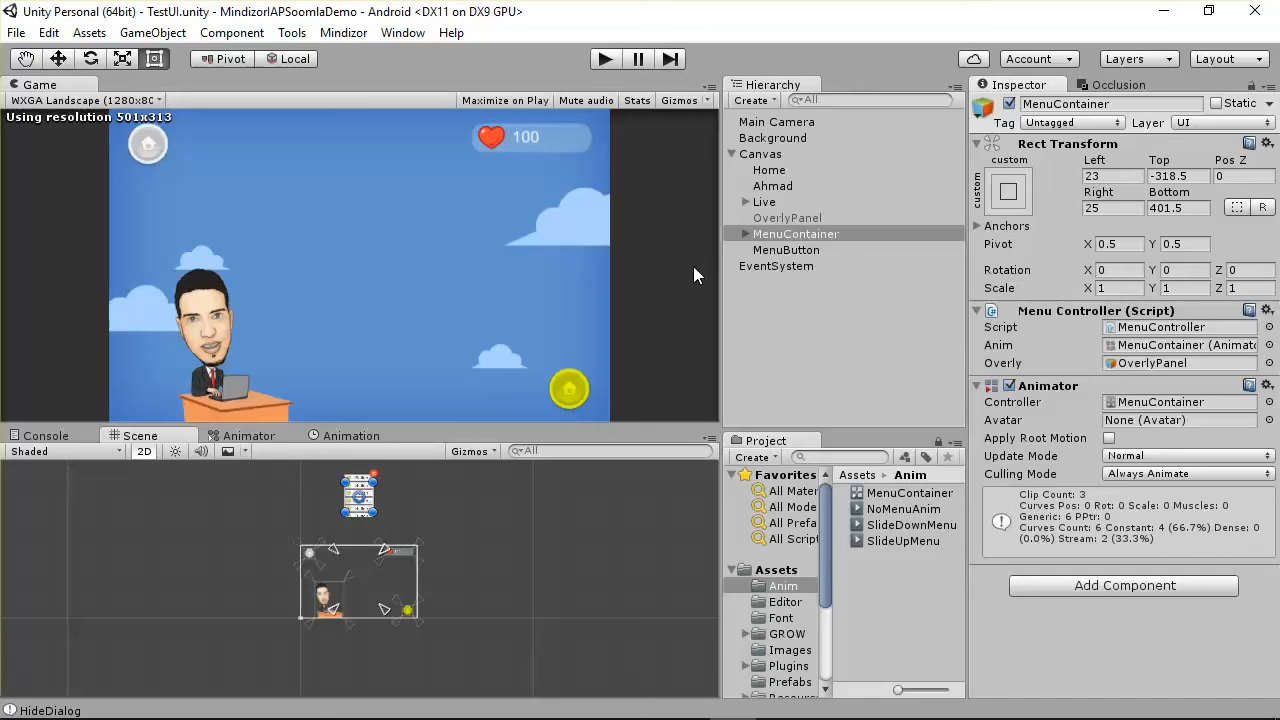 Unity Personal (64bit) - TestUI.unity - MindizorIAPSoomlaDemo - Android <DX11 on DX9 GPU>
File Edit Assets GameObject Component Tools Mindizor Window Help
Pivot Local Account Layers Layout
Game
WXGA Landscape (1280x80 Maximize on Play Mute audio Stats Gizmos
Using resolution 501x313
100
Console Scene Animator Animation
Shaded 2D Gizmos All
Hierarchy
Create All
Main Camera
Background
Canvas
Home
Ahmad
Live
OverlyPanel
MenuContainer
MenuButton
EventSystem
Project
Create
Favorites
All Mater
All Mode
All Prefa
All Script
Assets
Anim
Editor
Font
GROW
Images
Plugins
Prefabs
Assets Anim
MenuContainer
NoMenuAnim
SlideDownMenu
SlideUpMenu
Inspector Occlusion
MenuContainer Static
Tag Untagged Layer UI
Rect Transform
custom Left Top Pos Z
custom 23 -318.5 0
Right Bottom
25 401.5 R
Anchors
Pivot X 0.5 Y 0.5
Rotation X 0 Y 0 Z 0
Scale X 1 Y 1 Z 1
Menu Controller (Script)
Script MenuController
Anim MenuContainer (Animato
Overly OverlyPanel
Animator
Controller MenuContainer
Avatar None (Avatar)
Apply Root Motion
Update Mode Normal
Culling Mode Always Animate
Clip Count: 3
Curves Pos: 0 Rot: 0 Scale: 0 Muscles: 0
Generic: 6 PPtr: 0
Curves Count: 6 Constant: 4 (66.7%) Dense: 0
(0.0%) Stream: 2 (33.3%)
Add Component
HideDialog